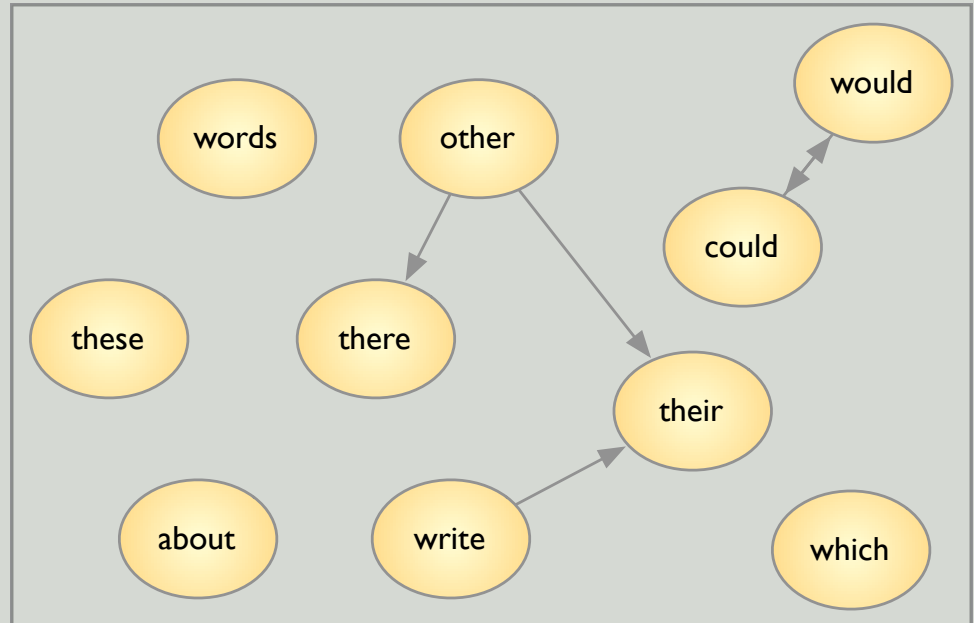 would
words
other
could
these
there
their
about
write
which